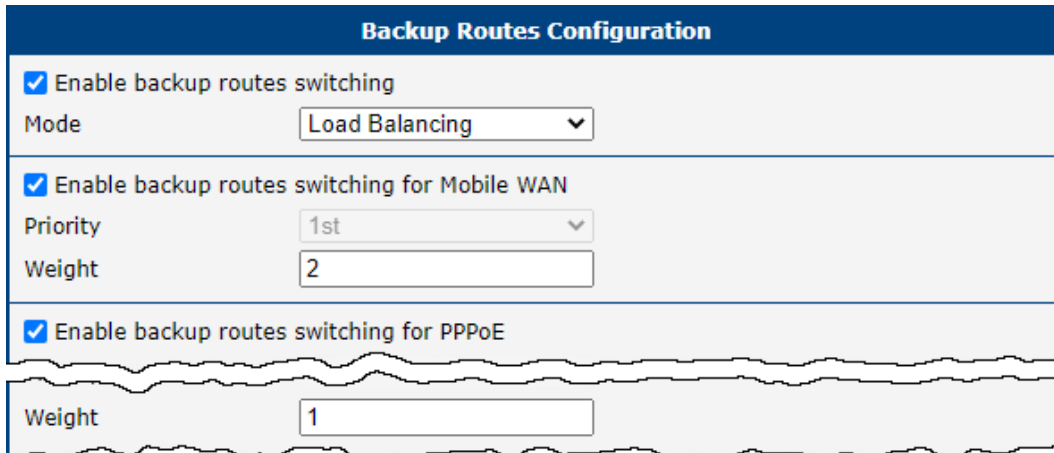 Backup Routes Configuration
Enable backup routes switching
Mode Load Balancing
Enable backup routes switching for Mobile WAN
Priority 1st
Weight 2
Enable backup routes switching for PPPoE
Weight 1